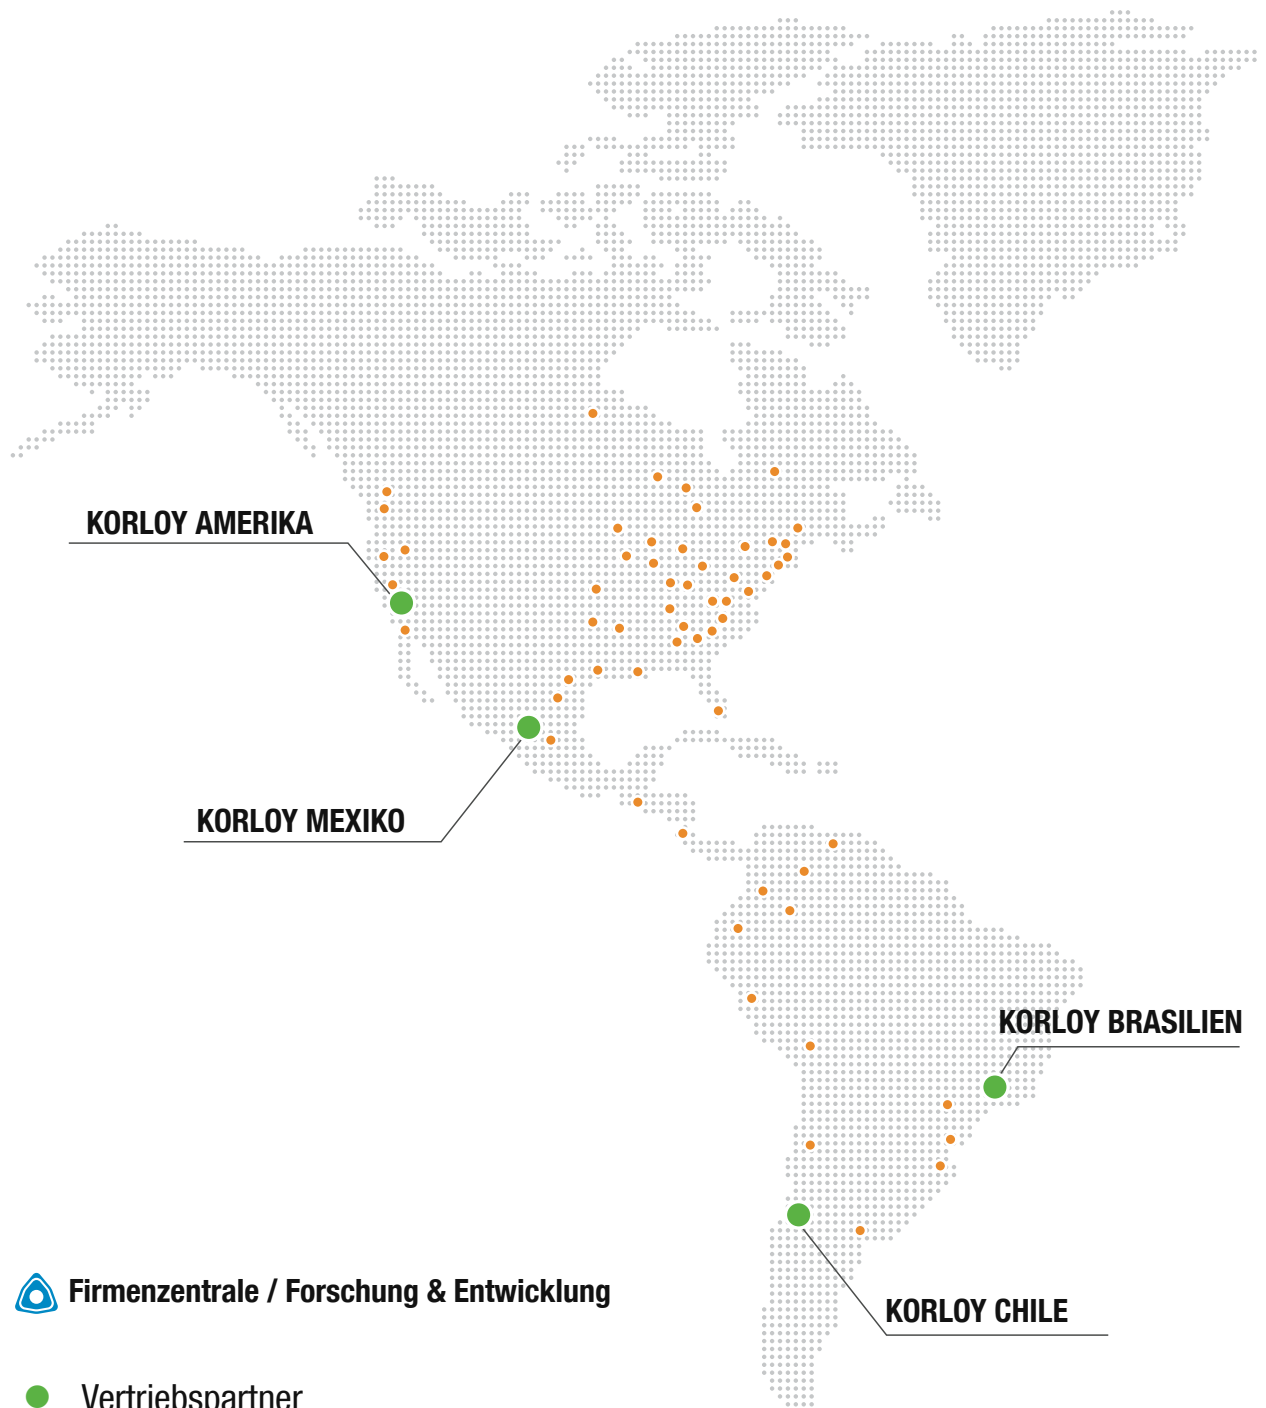 KORLOY AMERIKA
KORLOY MEXIKO
KORLOY BRASILIEN
KORLOY CHILE
Firmenzentrale / Forschung & Entwicklung
Vertriebspartner